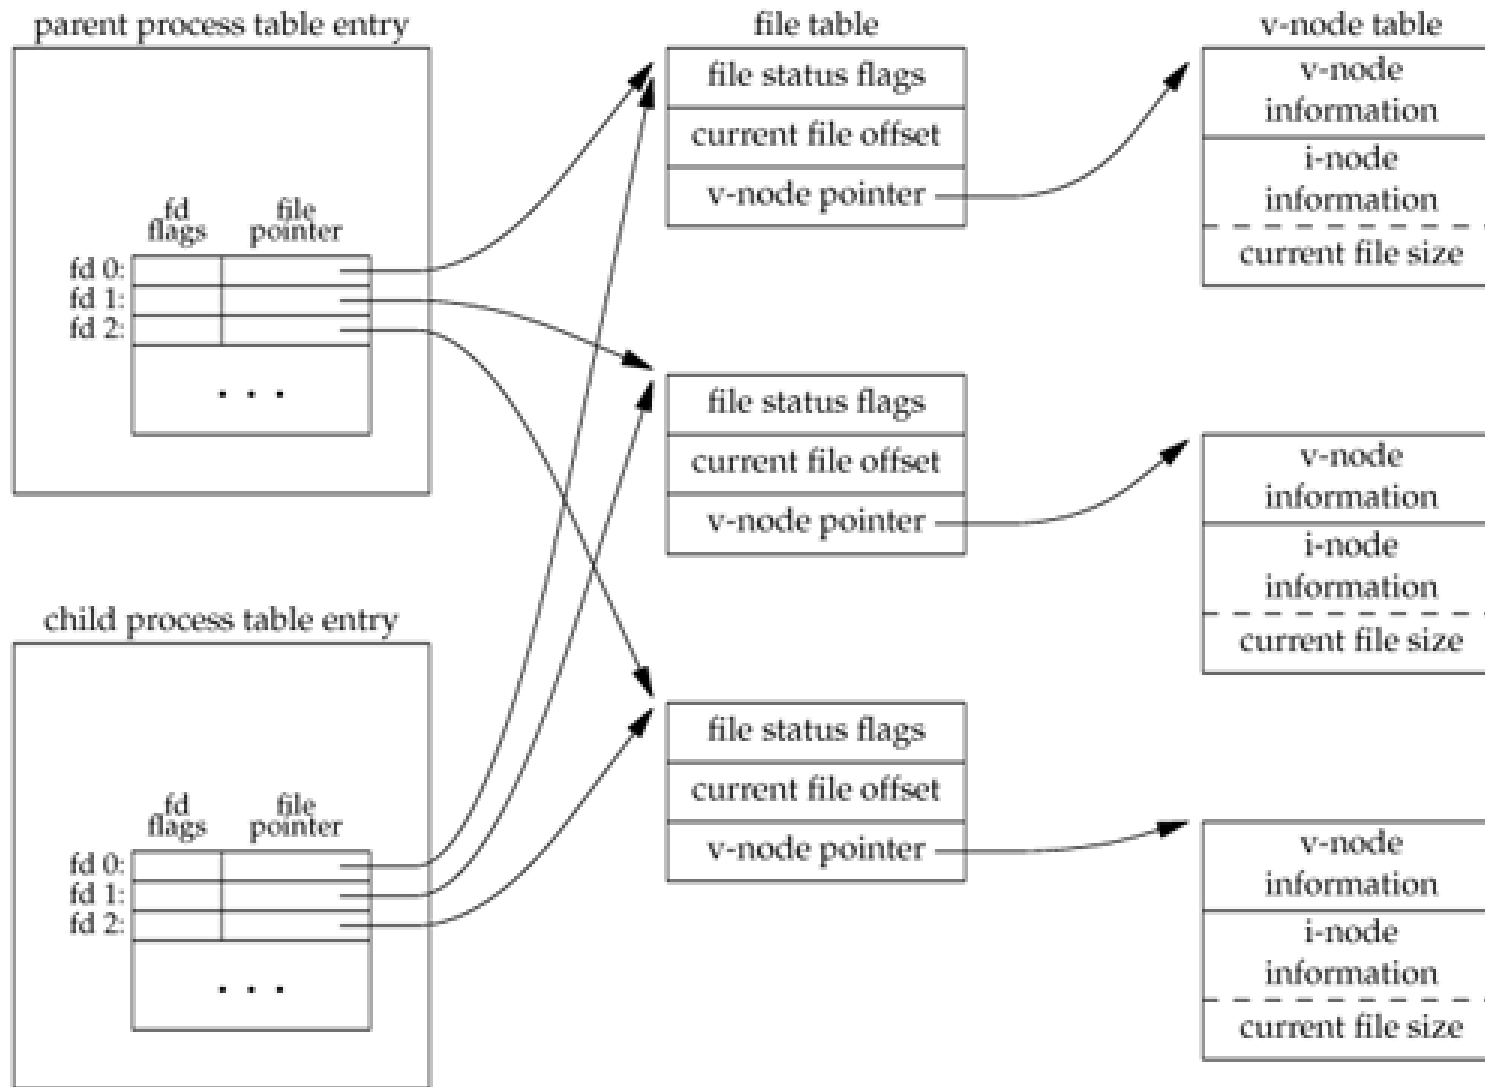 parent process table entry
fd
flags
file
pointer
fd 0:
fd 1:
fd 2:
. . .
child process table entry
fd
flags
file
pointer
fd 0:
fd 1:
fd 2:
. . .
file table
file status flags
current file offset
v-node pointer
file status flags
current file offset
v-node pointer
file status flags
current file offset
v-node pointer
v-node table
v-node
information
i-node
information
current file size
v-node
information
i-node
information
current file size
v-node
information
i-node
information
current file size